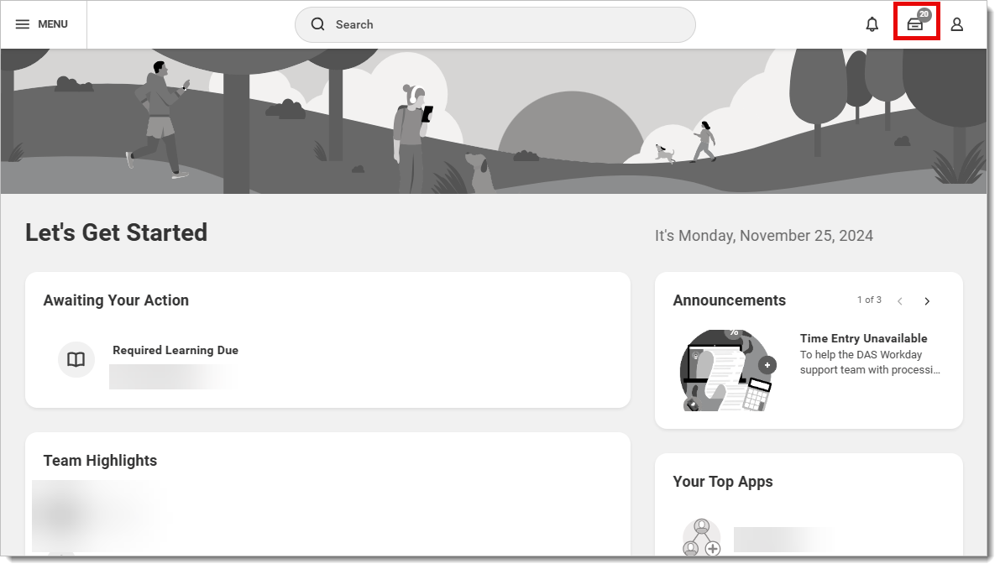 MENU
Search
20
Let's Get Started
It's Monday, November 25, 2024
Awaiting Your Action
Required Learning Due
Announcements
1 of 3
%
Time Entry Unavailable
To help the DAS Workday
support team with processi...
Team Highlights
Your Top Apps